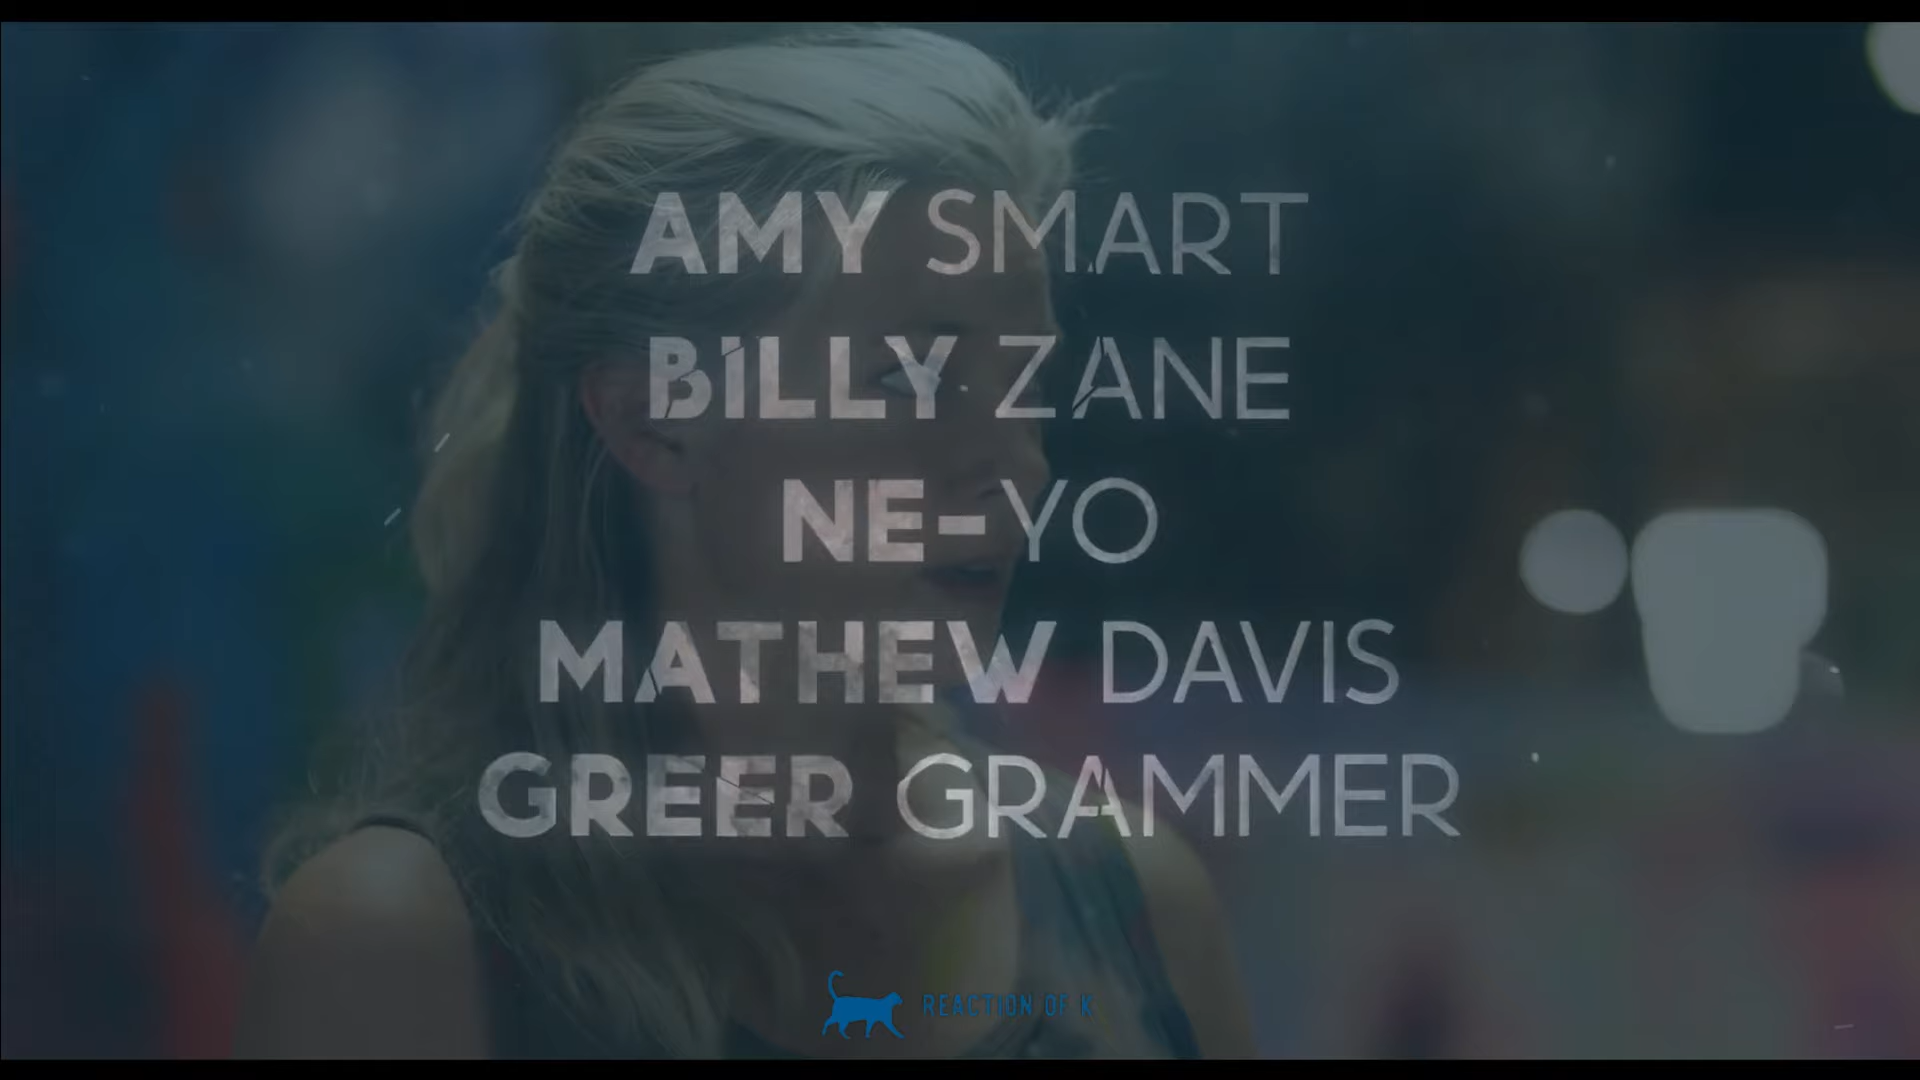 AMY SMART
BiLLY ZANE
NE-YO
MATHEW DAVIS
GREER GRAMMER
REACTION OF K